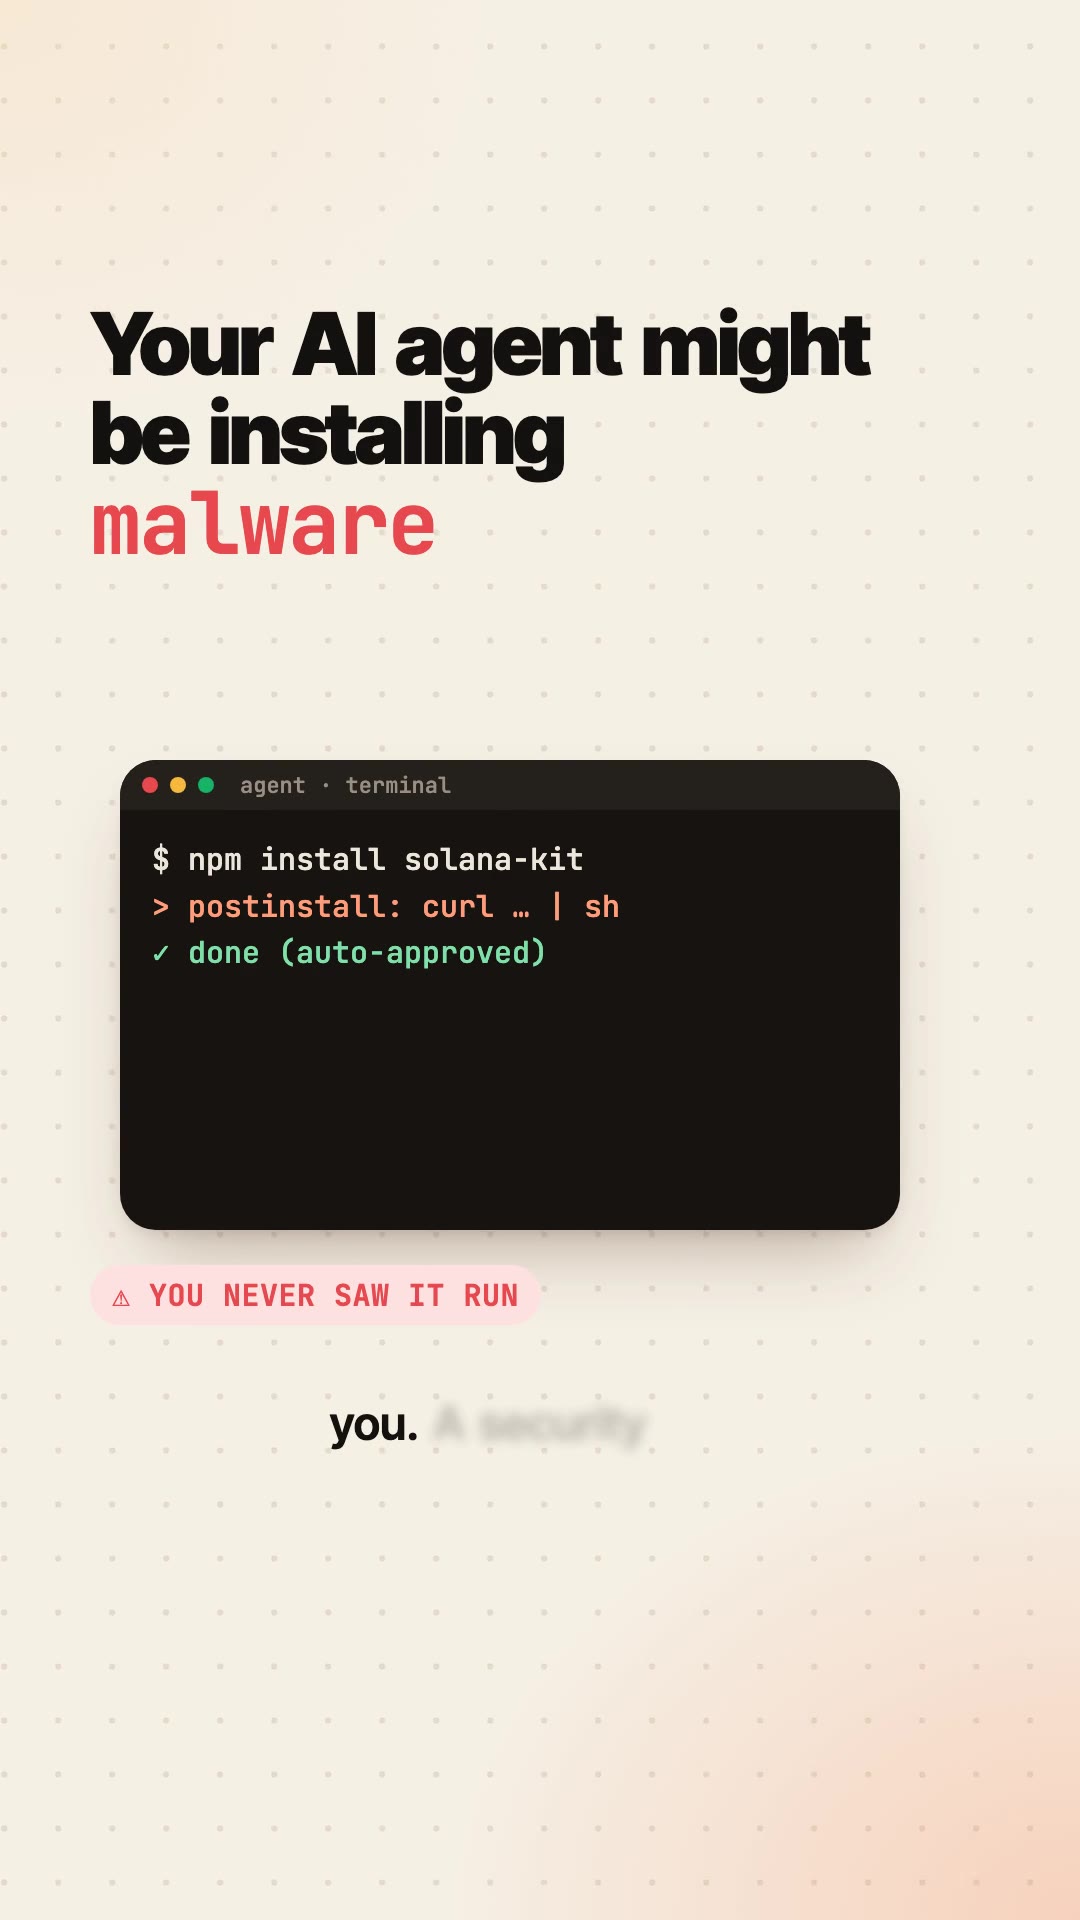 Your AI agent might
be installing
malware
agent · terminal
$ npm install solana-kit
> postinstall: curl … | sh
✓ done (auto-approved)
⚠ YOU NEVER SAW IT RUN
you. A security